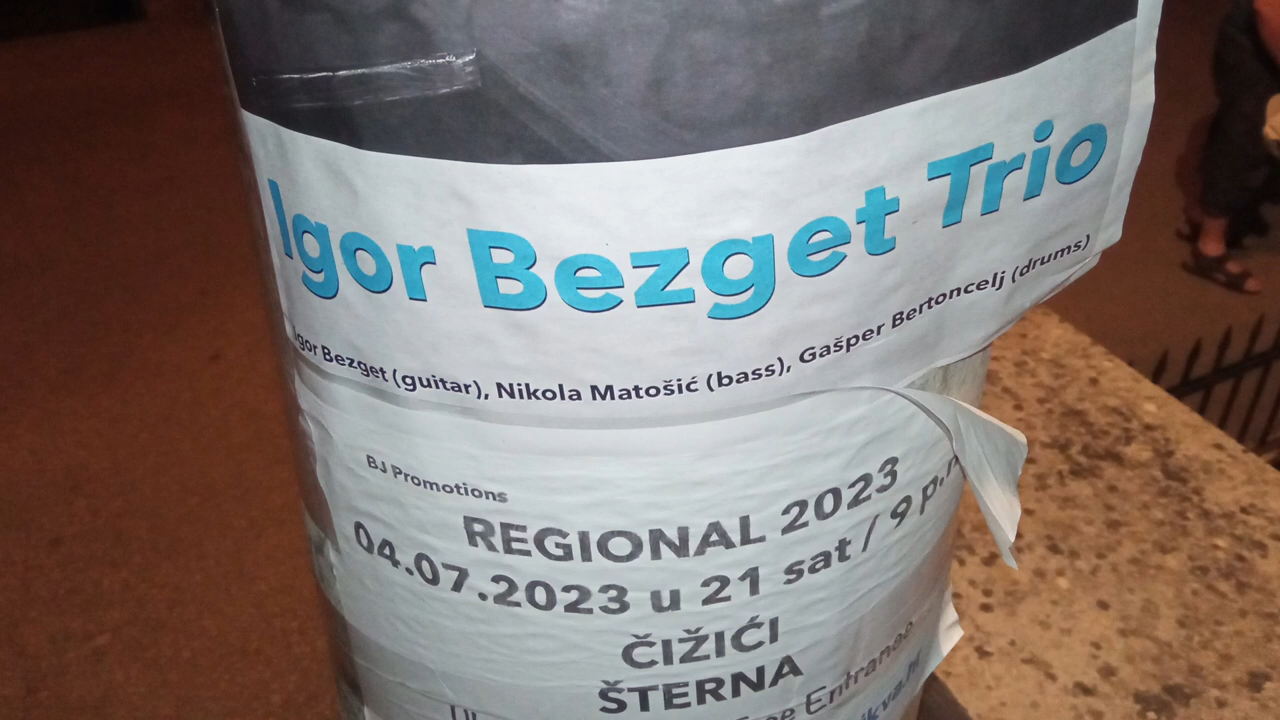 Igor Bezget Trio
Igor Bezget (guitar), Nikola Matošić (bass), Gašper Bertoncelj (drums)
BJ Promotions
REGIONAL 2023
04.07.2023 u 21 sat / 9 p.m
ČIŽIĆI
ŠTERNA
Entrance